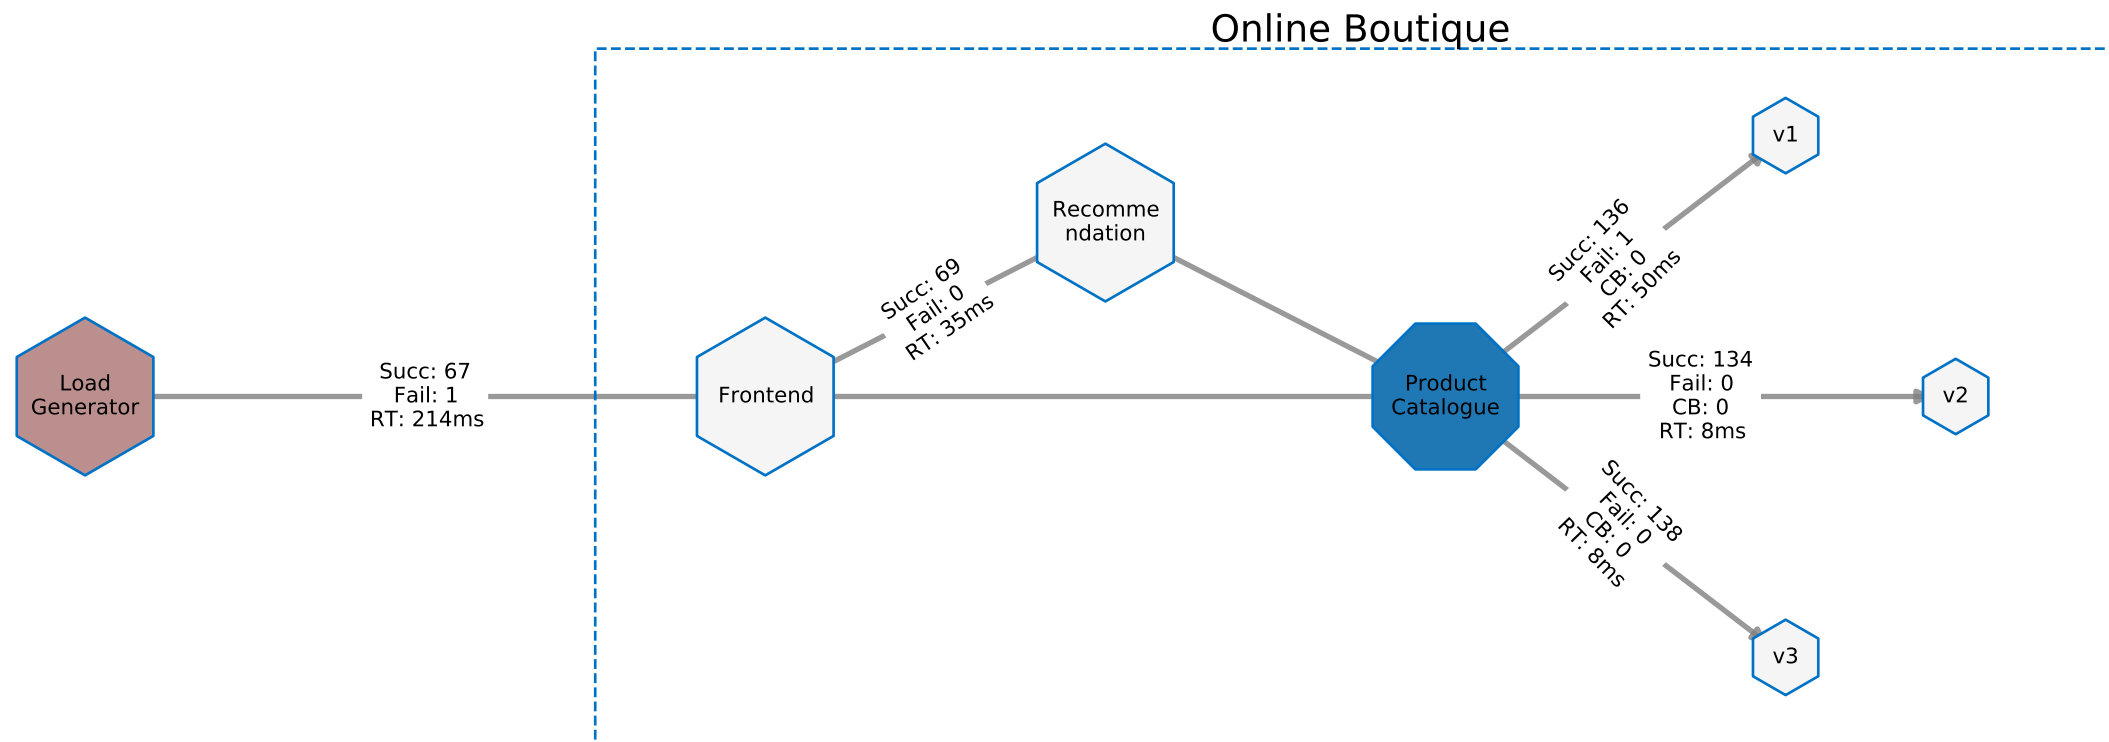 Online Boutique
Load
Generator
Succ: 67
Fail: 1
RT: 214ms
Frontend
Succ: 69
Fail: 0
RT: 35ms
Recomme
ndation
Product
Catalogue
Succ: 136
Fail: 1
CB: 0
RT: 50ms
v1
Succ: 134
Fail: 0
CB: 0
RT: 8ms
v2
Succ: 138
Fail: 0
CB: 0
RT: 8ms
v3